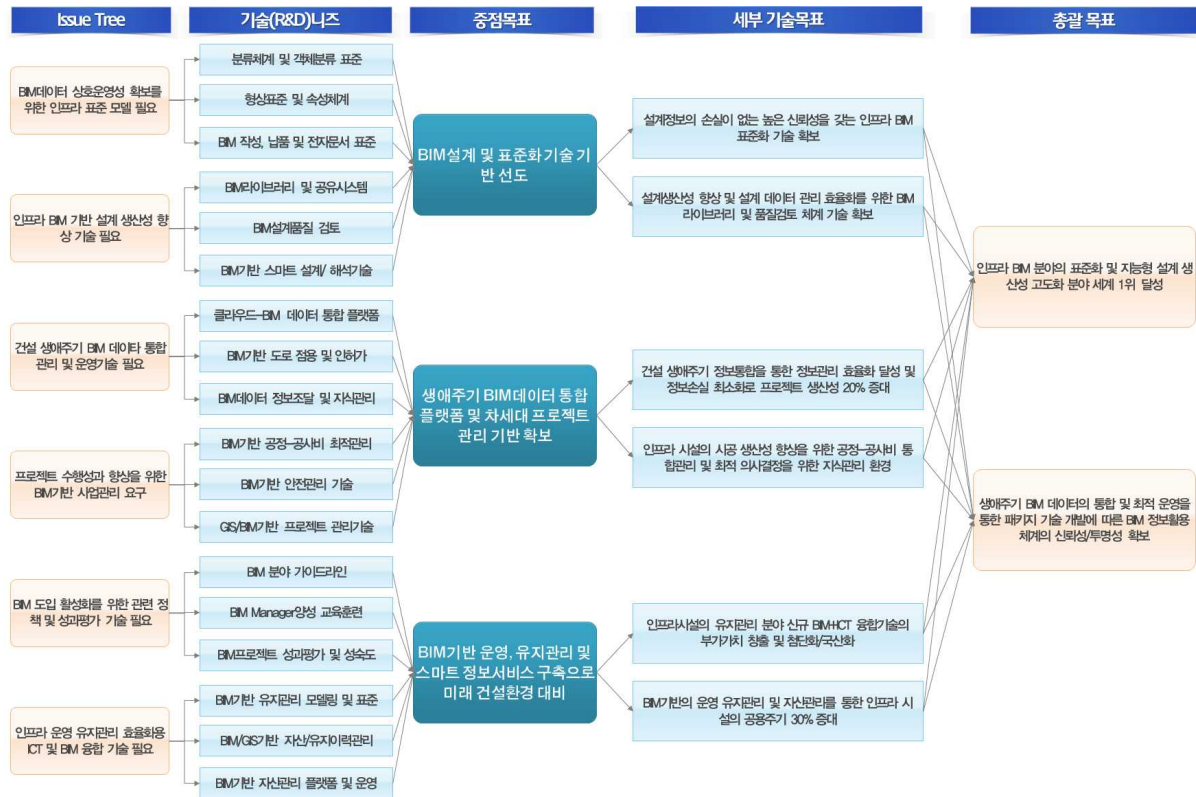 Issue Tree
기술(R&D)니즈
중점목표
세부 기술목표
총괄 목표
BIM데이터 상호운영성 확보를
위한 인프라 표준 모델 필요
인프라 BIM 기반 설계 생산성 향
상 기술 필요
건설 생애주기 BIM 데이타 통합
관리 및 운영기술 필요
프로젝트 수행성과 향상을 위한
BIM기반 사업관리 요구
BIM 도입 활성화를 위한 관련 정
책 및 성과평가 기술 필요
인프라 운영 유지관리 효율화용
ICT 및 BIM 융합 기술 필요
분류체계 및 객체분류 표준
형상표준 및 속성체계
BIM 작성, 납품 및 전자문서 표준
BIM라이브러리 및 공유시스템
BIM설계품질 검토
BIM기반 스마트 설계/ 해석기술
클라우드-BIM 데이터 통합 플랫폼
BIM기반 도로 점용 및 인허가
BIM데이터 정보조달 및 지식관리
BIM기반 공정-공사비 최적관리
BIM기반 안전관리 기술
GIS/BIM기반 프로젝트 관리기술
BIM 분야 가이드라인
BIM Manager양성 교육훈련
BIM프로젝트 성과평가 및 성숙도
BIM기반 유지관리 모델링 및 표준
BIM/GIS기반 자산/유지이력관리
BIM기반 자산관리 플랫폼 및 운영
BIM설계 및 표준화기술 기
반 선도
생애주기 BIM데이터 통합
플랫폼 및 차세대 프로젝트
관리 기반 확보
BIM기반 운영, 유지관리 및
스마트 정보서비스 구축으로
미래 건설환경 대비
설계정보의 손실이 없는 높은 신뢰성을 갖는 인프라 BIM
표준화 기술 확보
설계생산성 향상 및 설계 데이터 관리 효율화를 위한 BIM
라이브러리 및 품질검토 체계 기술 확보
건설 생애주기 정보통합을 통한 정보관리 효율화 달성 및
정보손실 최소화로 프로젝트 생산성 20% 증대
인프라 시설의 시공 생산성 향상을 위한 공정-공사비 통
합관리 및 최적 의사결정을 위한 지식관리 환경
인프라시설의 유지관리 분야 신규 BIM+ICT 융합기술의
부가가치 창출 및 첨단화/국산화
BIM기반의 운영 유지관리 및 자산관리를 통한 인프라 시
설의 공용주기 30% 증대
인프라 BIM 분야의 표준화 및 지능형 설계 생
산성 고도화 분야 세계 1위 달성
생애주기 BIM 데이터의 통합 및 최적 운영을
통한 패키지 기술 개발에 따른 BIM 정보활용
체계의 신뢰성/투명성 확보